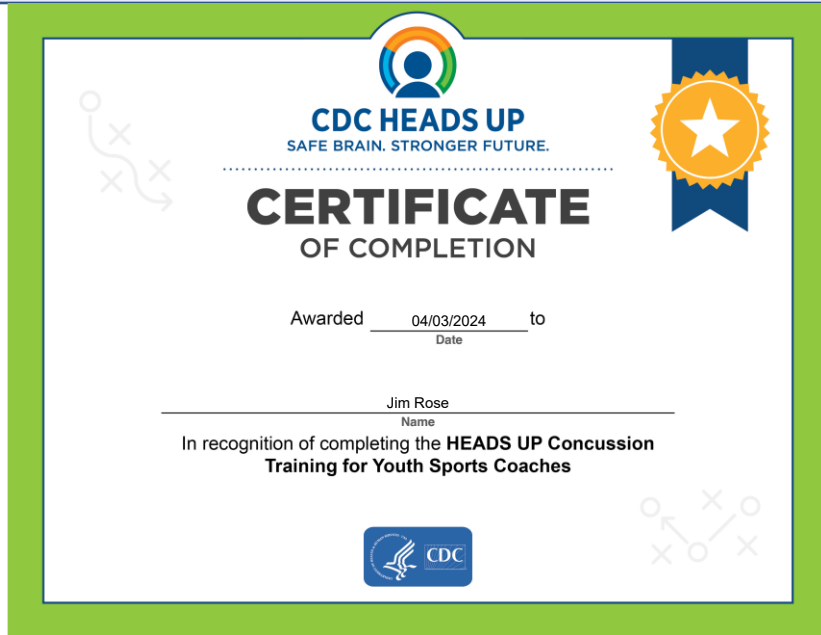 CDC HEADS UP
SAFE BRAIN. STRONGER FUTURE.
CERTIFICATE
OF COMPLETION
Awarded 04/03/2024 to
Date
Jim Rose
Name
In recognition of completing the HEADS UP Concussion
Training for Youth Sports Coaches
CDC